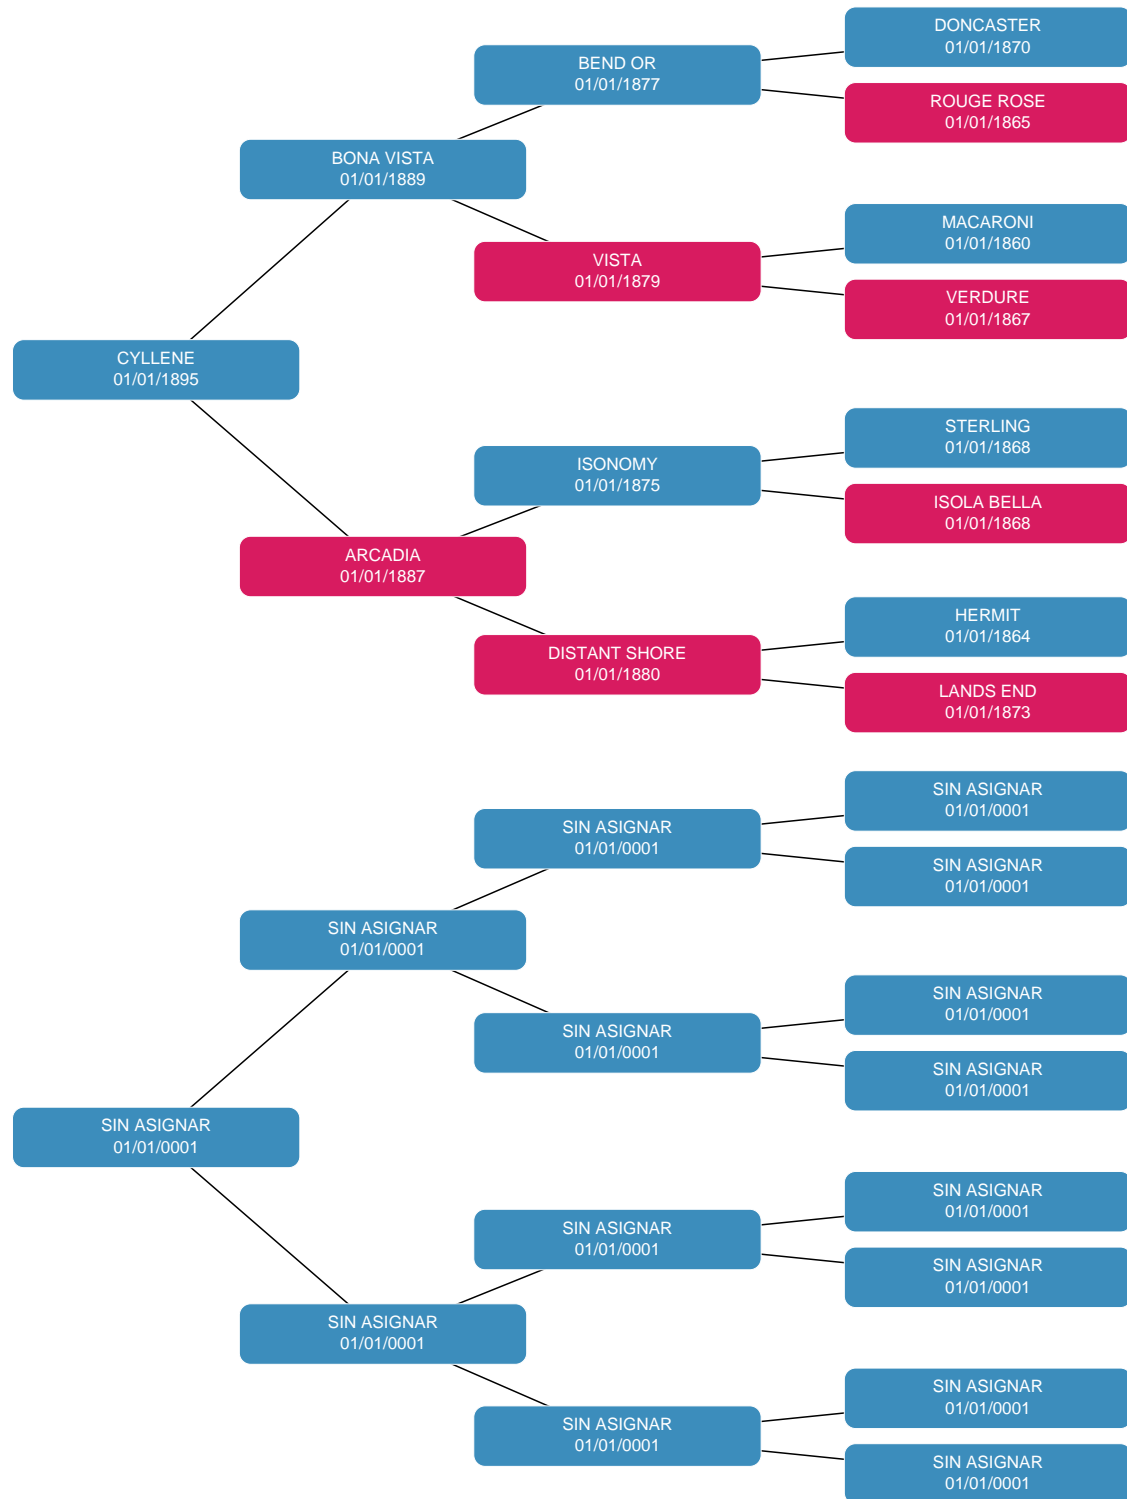 DONCASTER
01/01/1870
BEND OR
01/01/1877
ROUGE ROSE
01/01/1865
BONA VISTA
01/01/1889
MACARONI
01/01/1860
VISTA
01/01/1879
VERDURE
01/01/1867
CYLLENE
01/01/1895
STERLING
01/01/1868
ISONOMY
01/01/1875
ISOLA BELLA
01/01/1868
ARCADIA
01/01/1887
HERMIT
01/01/1864
DISTANT SHORE
01/01/1880
LANDS END
01/01/1873
SIN ASIGNAR
01/01/0001
SIN ASIGNAR
01/01/0001
SIN ASIGNAR
01/01/0001
SIN ASIGNAR
01/01/0001
SIN ASIGNAR
01/01/0001
SIN ASIGNAR
01/01/0001
SIN ASIGNAR
01/01/0001
SIN ASIGNAR
01/01/0001
SIN ASIGNAR
01/01/0001
SIN ASIGNAR
01/01/0001
SIN ASIGNAR
01/01/0001
SIN ASIGNAR
01/01/0001
SIN ASIGNAR
01/01/0001
SIN ASIGNAR
01/01/0001
SIN ASIGNAR
01/01/0001